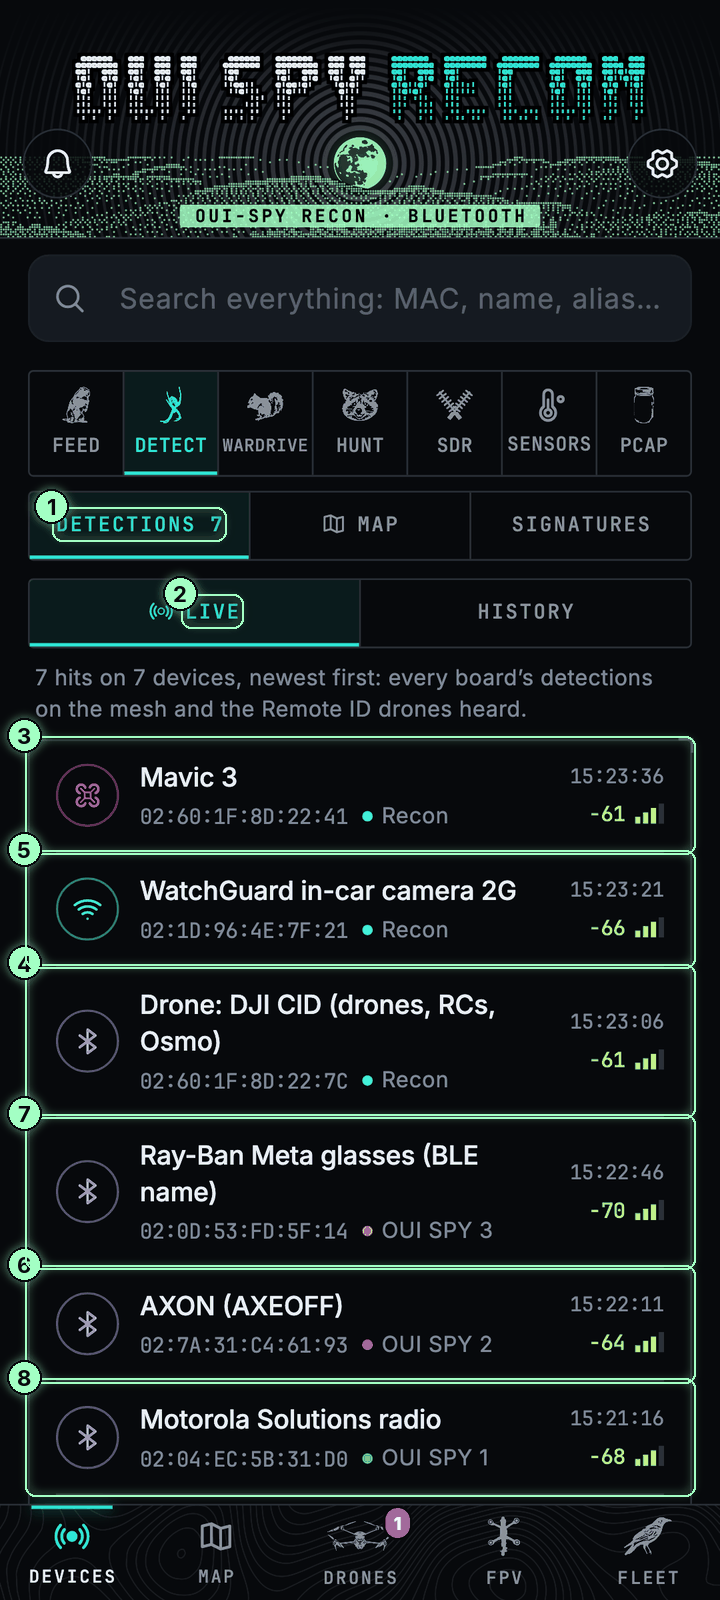 OUI SPY RECON
OUI-SPY RECON · BLUETOOTH
Search everything: MAC, name, alias...
FEED
DETECT
WARDRIVE
HUNT
SDR
SENSORS
PCAP
1
DETECTIONS 7
MAP
SIGNATURES
2
LIVE
HISTORY
7 hits on 7 devices, newest first: every board's detections
on the mesh and the Remote ID drones heard.
3
Mavic 3
15:23:36
02:60:1F:8D:22:41 Recon
-61
5
WatchGuard in-car camera 2G
15:23:21
02:1D:96:4E:7F:21 Recon
-66
4
Drone: DJI CID (drones, RCs,
Osmo)
15:23:06
02:60:1F:8D:22:7C Recon
-61
7
Ray-Ban Meta glasses (BLE
name)
15:22:46
02:0D:53:FD:5F:14 OUI SPY 3
-70
6
AXON (AXEOFF)
15:22:11
02:7A:31:C4:61:93 OUI SPY 2
-64
8
Motorola Solutions radio
15:21:16
02:04:EC:5B:31:D0 OUI SPY 1
-68
DEVICES
MAP
1
DRONES
FPV
FLEET